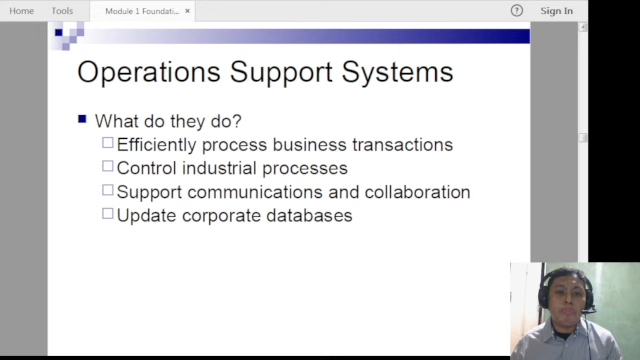 Home
Tools
Module 1 Foundati...
×
?
Sign In
Operations Support Systems
What do they do?
Efficiently process business transactions
Control industrial processes
Support communications and collaboration
Update corporate databases